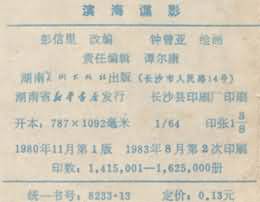 滨海谍影
彭信里 改编 钟曾亚 绘画
责任编辑 谭尔康
湖南美术出版社出版（长沙市人民路14号）
湖南省新华书店发行 长沙县印刷厂印刷
开本：787×1092毫米 1/64 印张1 3/8
1980年11月第1版 1983年8月第2次印刷
印数：1,415,001—1,625,000册
统一书号：8233·13 定价：0.13元